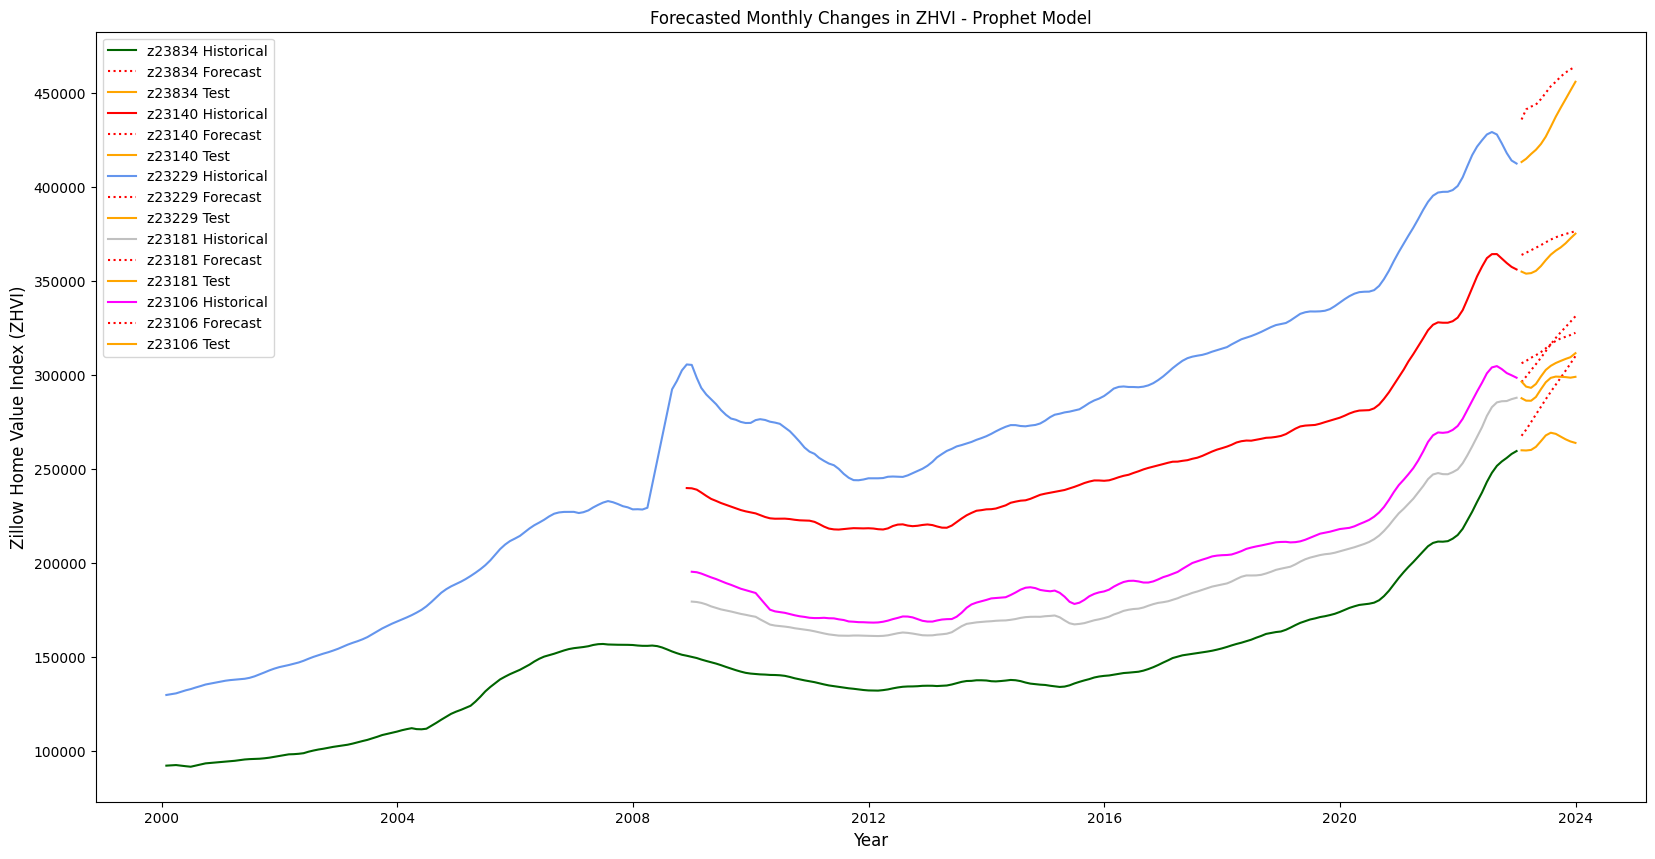 Forecasted Monthly Changes in ZHVI - Prophet Model
z23834 Historical
z23834 Forecast
z23834 Test
z23140 Historical
z23140 Forecast
z23140 Test
z23229 Historical
z23229 Forecast
z23229 Test
z23181 Historical
z23181 Forecast
z23181 Test
z23106 Historical
z23106 Forecast
z23106 Test
Zillow Home Value Index (ZHVI)
450000
400000
350000
300000
250000
200000
150000
100000
2000
2004
2008
2012
2016
2020
2024
Year